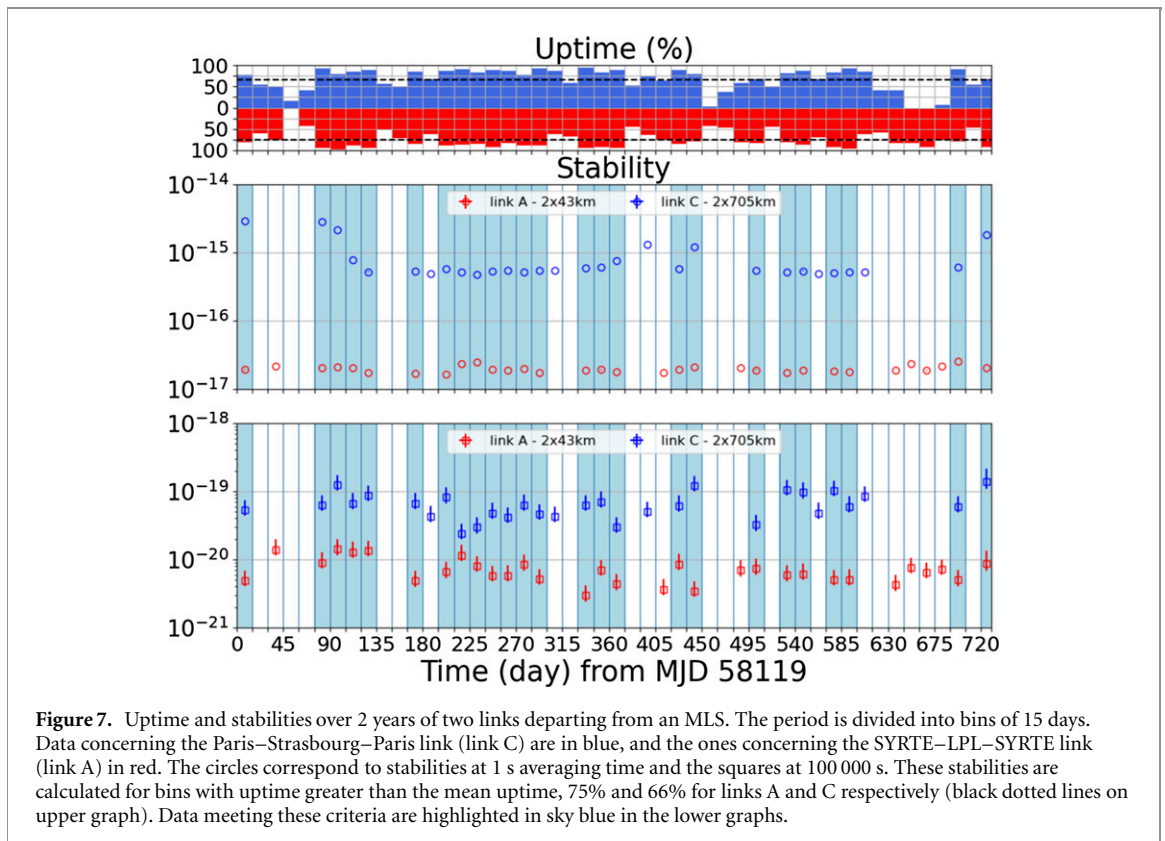 Uptime (%)
100
50
0
50
100
Stability
10−14
link A - 2x43km link C - 2x705km
10−15
10−16
10−17
10−18
link A - 2x43km link C - 2x705km
10−19
10−20
10−21
0 45 90 135 180 225 270 315 360 405 450 495 540 585 630 675 720
Time (day) from MJD 58119
Figure 7. Uptime and stabilities over 2 years of two links departing from an MLS. The period is divided into bins of 15 days.
Data concerning the Paris–Strasbourg–Paris link (link C) are in blue, and the ones concerning the SYRTE–LPL–SYRTE link
(link A) in red. The circles correspond to stabilities at 1 s averaging time and the squares at 100 000 s. These stabilities are
calculated for bins with uptime greater than the mean uptime, 75% and 66% for links A and C respectively (black dotted lines on
upper graph). Data meeting these criteria are highlighted in sky blue in the lower graphs.